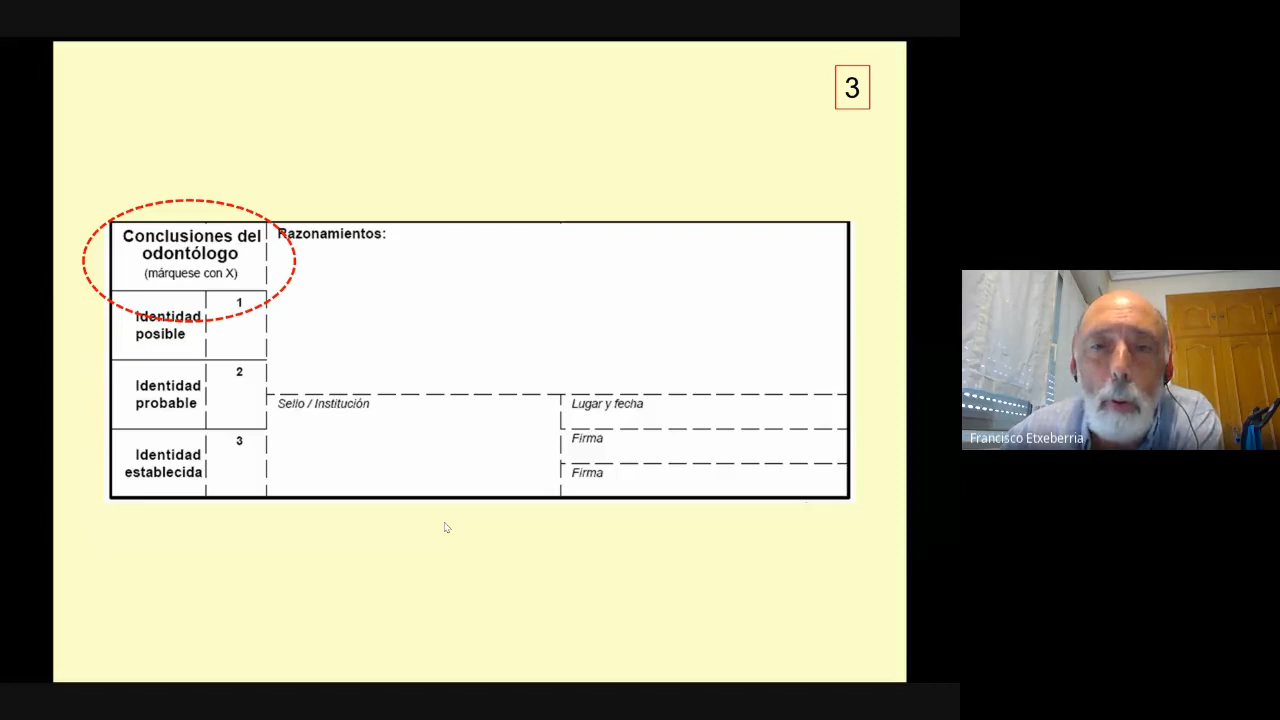 3
Conclusiones del
odontólogo
(márquese con X)
Razonamientos:
1
Identidad
posible
2
Identidad
probable
3
Identidad
establecida
Sello / Institución
Lugar y fecha
Firma
Firma
Francisco Etxeberria